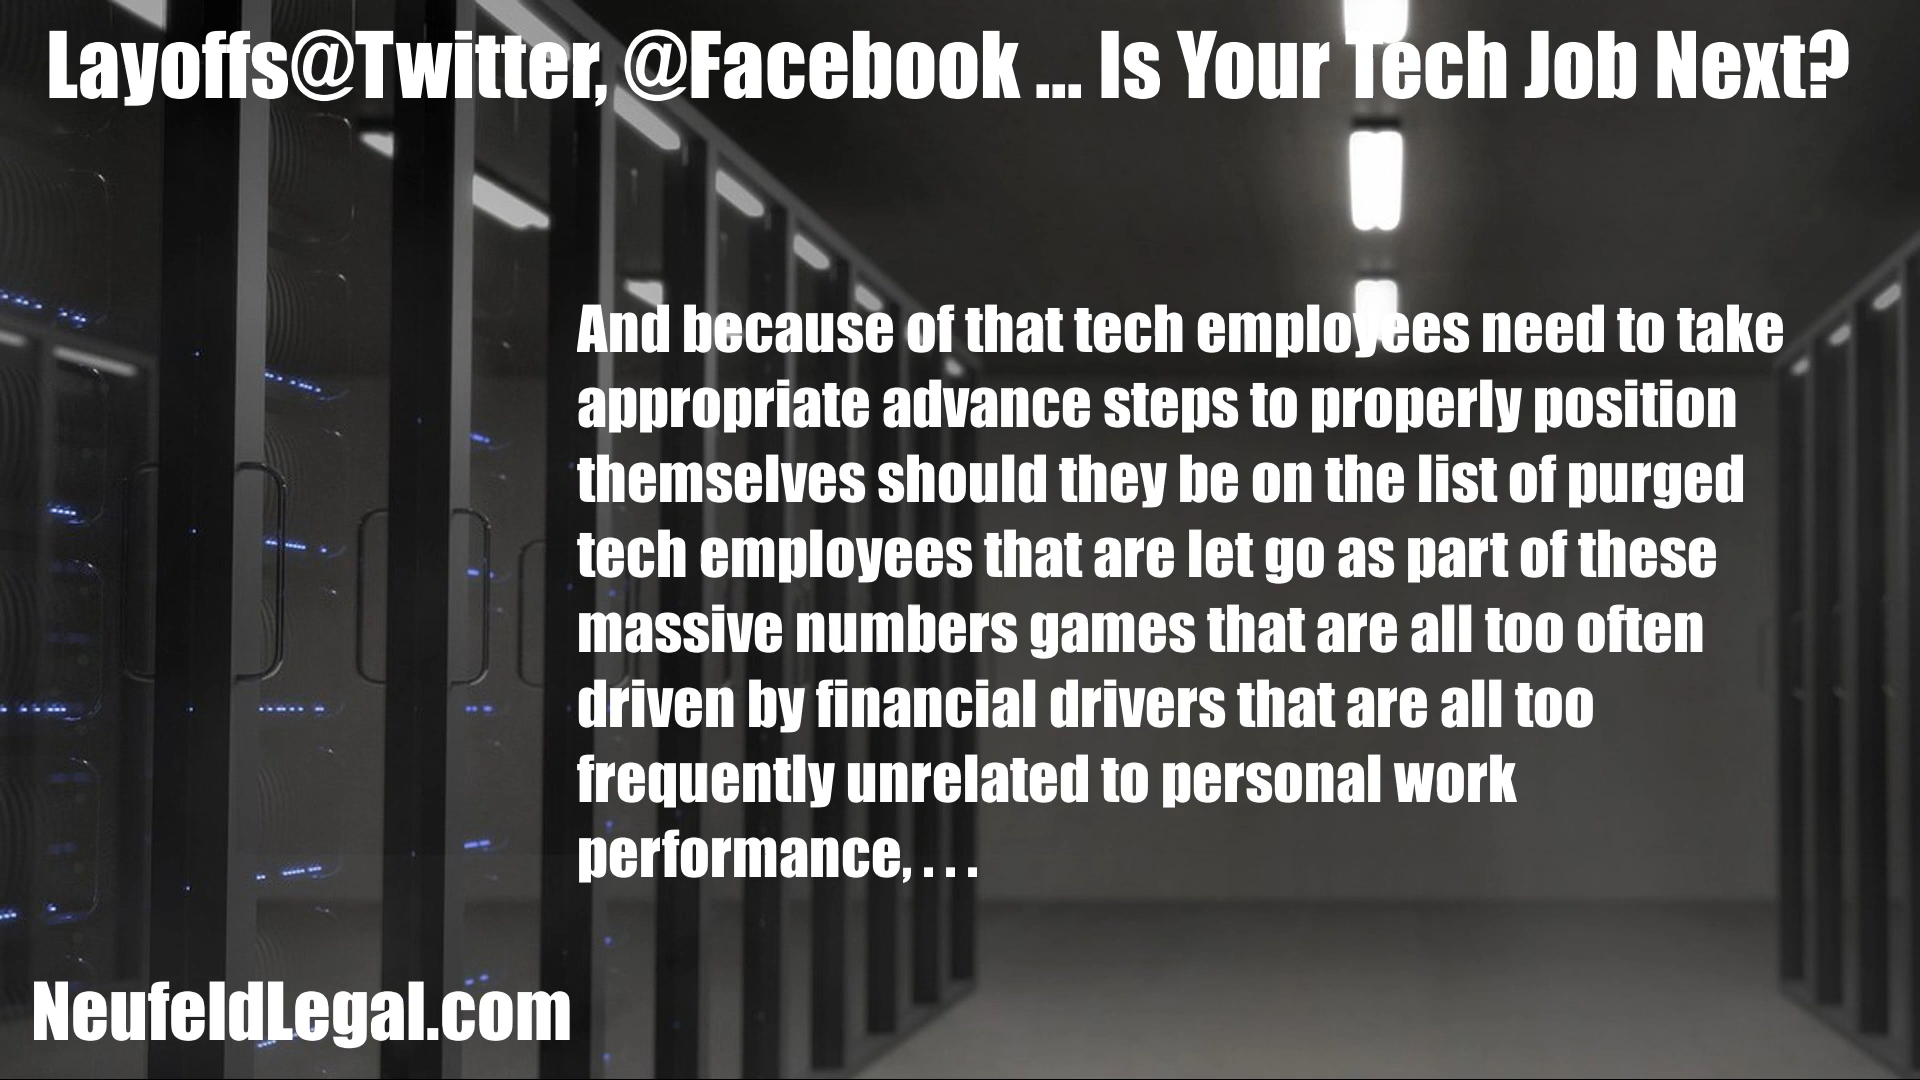 Layoffs@Twitter, @Facebook ... Is Your Tech Job Next?
And because of that tech employees need to take
appropriate advance steps to properly position
themselves should they be on the list of purged
tech employees that are let go as part of these
massive numbers games that are all too often
driven by financial drivers that are all too
frequently unrelated to personal work
performance, . . .
NeufeldLegal.com